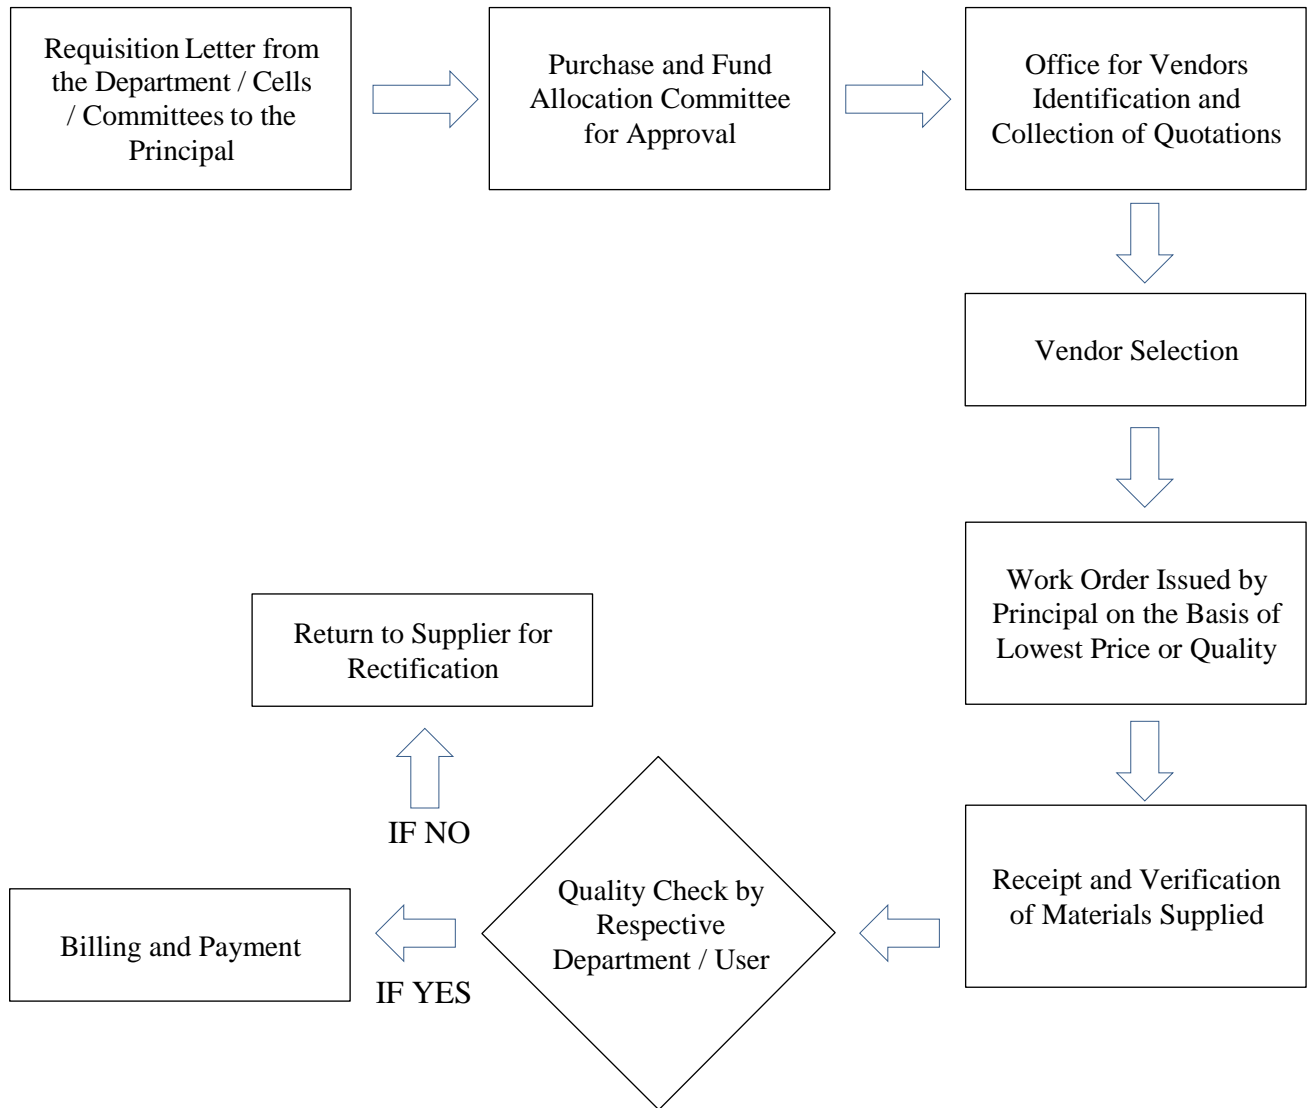 Requisition Letter from
the Department / Cells
/ Committees to the
Principal
Purchase and Fund
Allocation Committee
for Approval
Office for Vendors
Identification and
Collection of Quotations
Vendor Selection
Work Order Issued by
Principal on the Basis of
Lowest Price or Quality
Receipt and Verification
of Materials Supplied
Quality Check by
Respective
Department / User
IF NO
Return to Supplier for
Rectification
IF YES
Billing and Payment